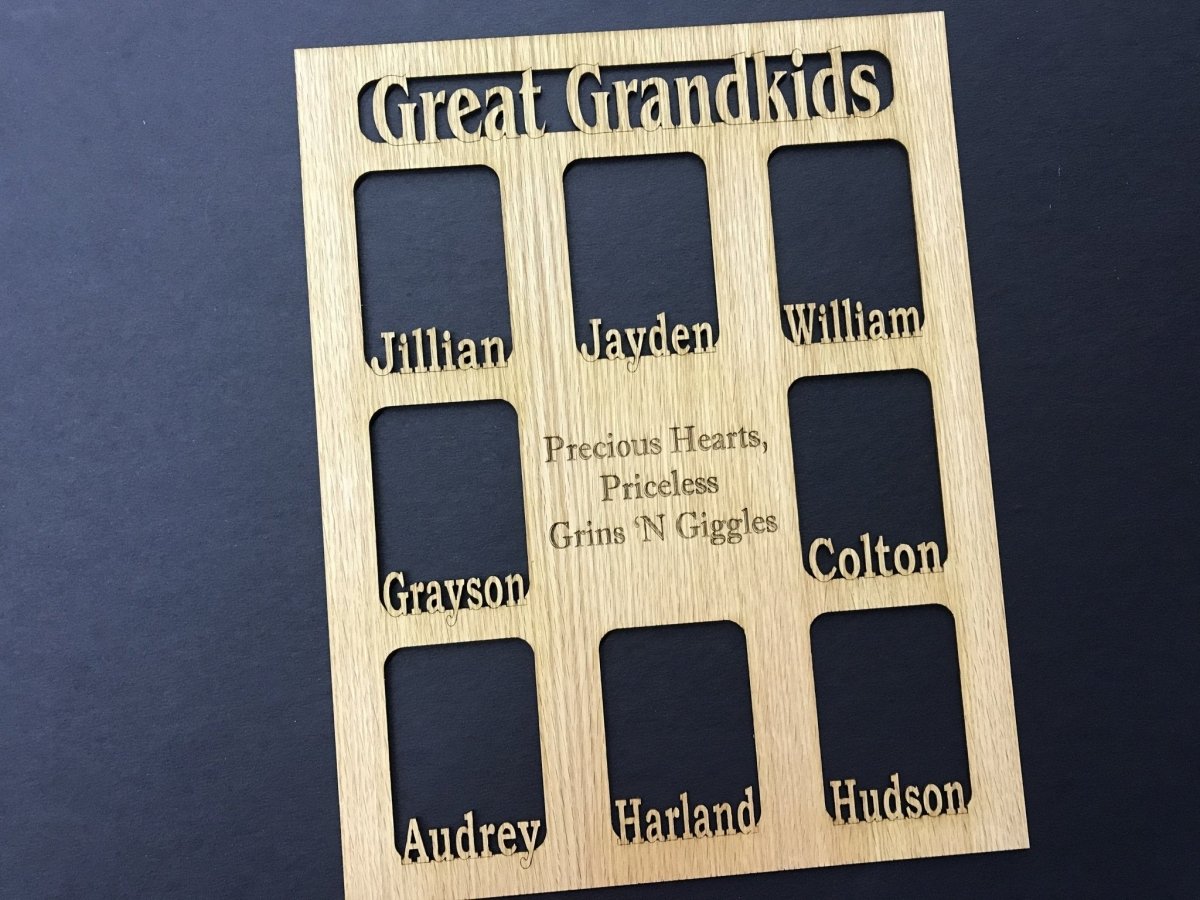 Great Grandkids
Jillian
Jayden
William
Precious Hearts,
Priceless
Grins 'N Giggles
Grayson
Colton
Audrey
Harland
Hudson